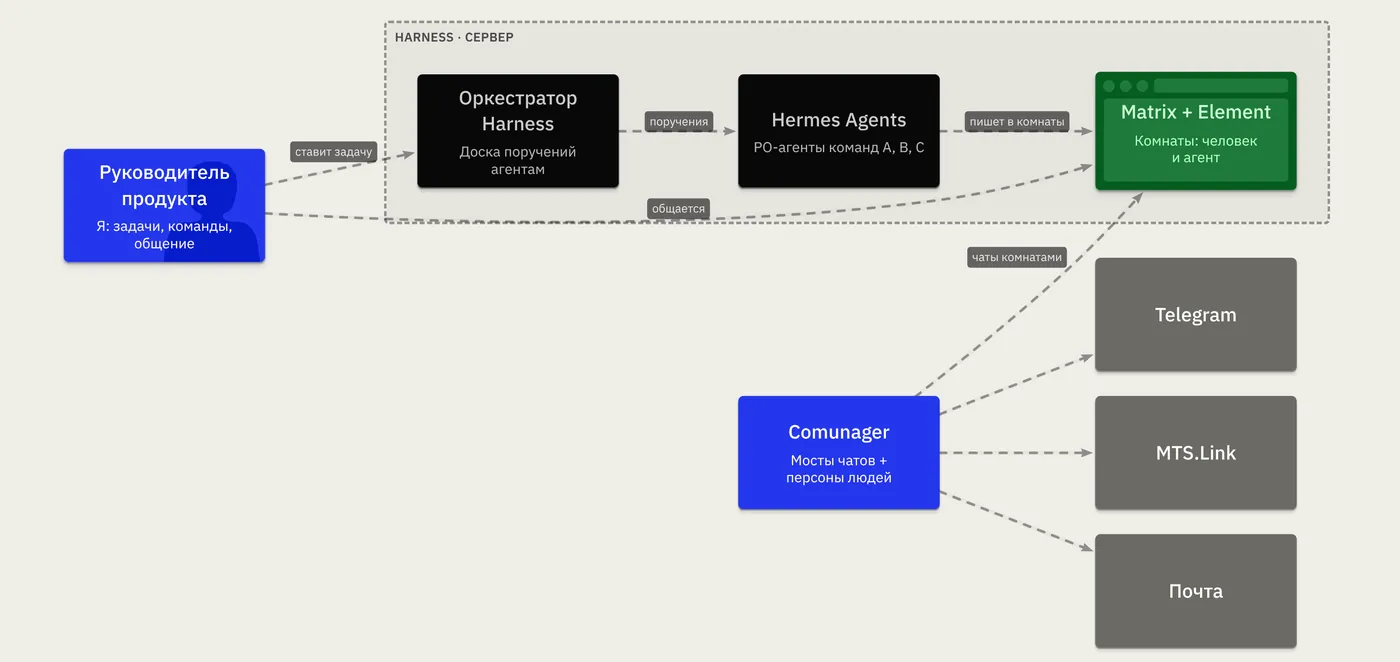 HARNESS · СЕРВЕР
Оркестратор
Harness
Доска поручений
агентам
поручения
Hermes Agents
PO-агенты команд A, B, C
пишет в комнаты
Matrix + Element
Комнаты: человек
и агент
ставит задачу
Руководитель
продукта
Я: задачи, команды,
общение
общается
чаты комнатами
Telegram
Comunager
Мосты чатов +
персоны людей
MTS.Link
Почта